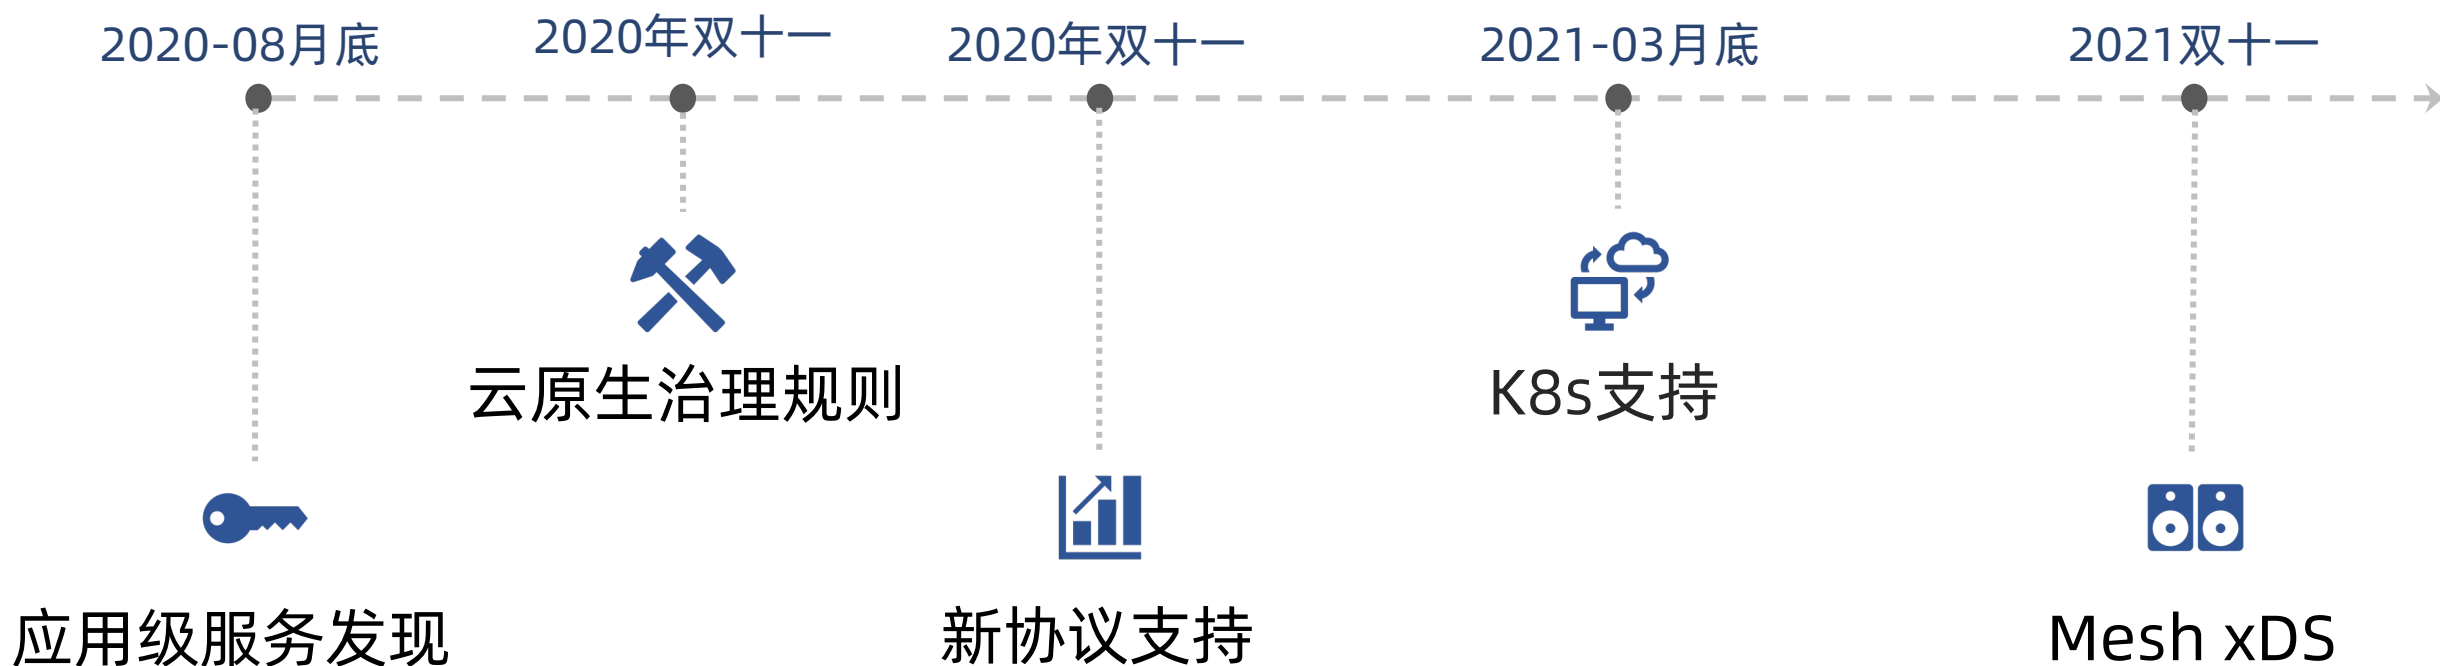 2020-08月底
2020年双十一
2020年双十一
2021-03月底
2021双十一
云原生治理规则
K8s支持
应用级服务发现
新协议支持
Mesh xDS